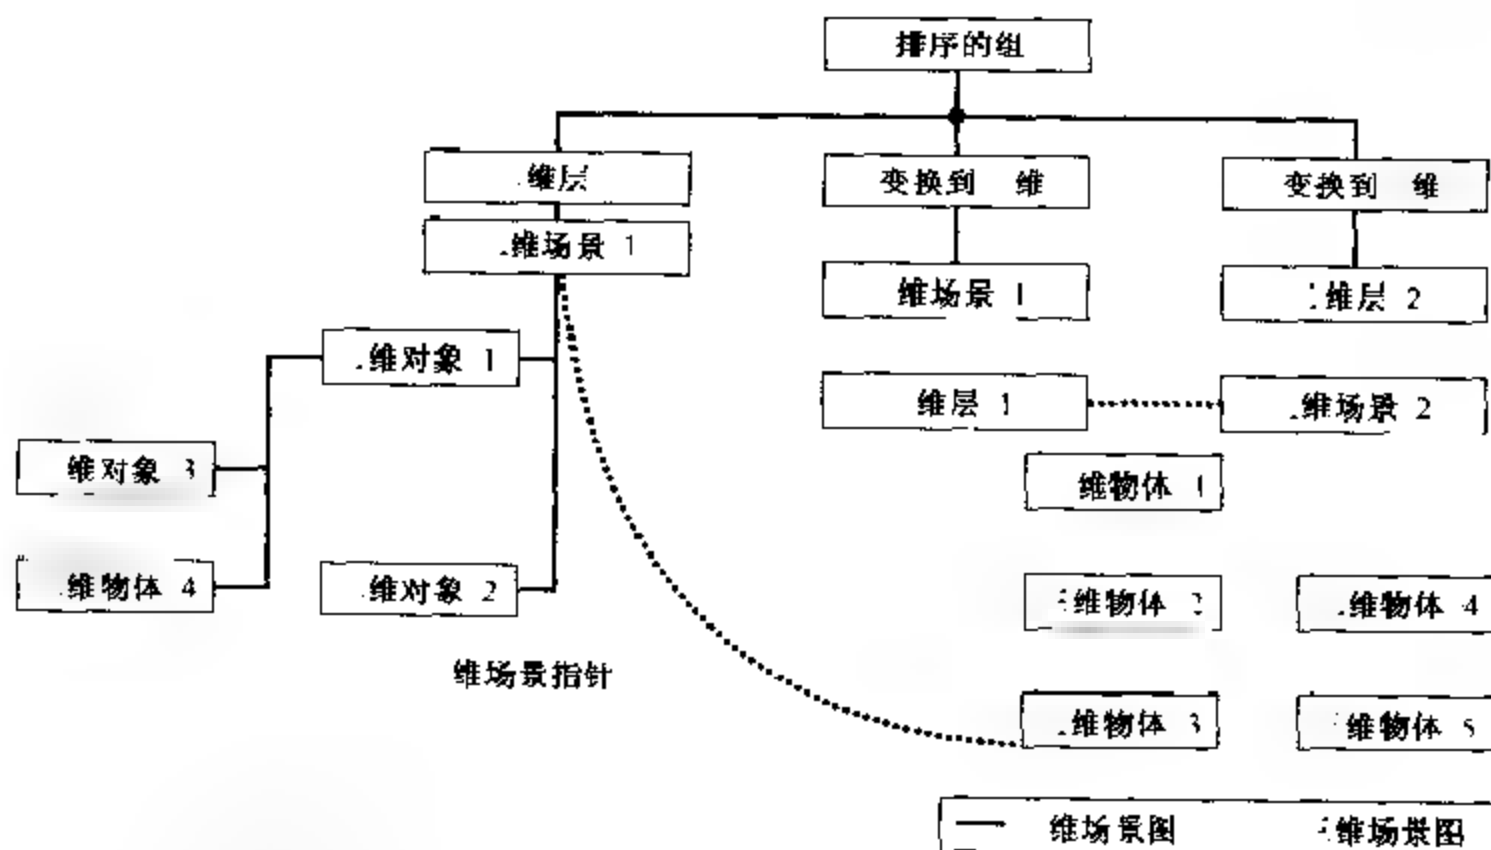 排序的组
维层
变换到 维
变换到 维
维场景 1
维场景 1
维层 2
维对象 1
维层 1
维场景 2
维对象 3
维物体 1
维物体 4
维对象 2
维物体 2
维物体 4
维场景指针
维物体 3
维物体 5
维场景图
维场景图